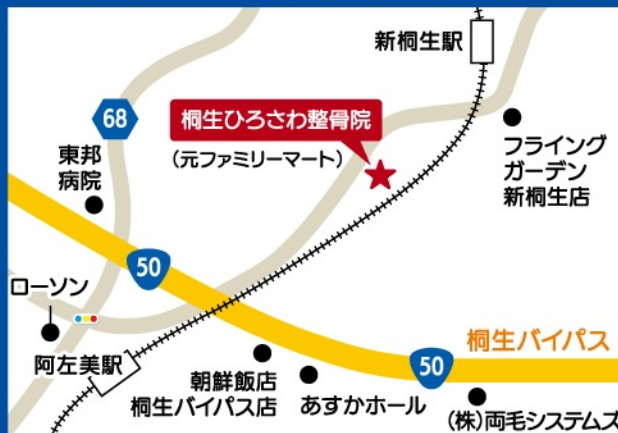 新桐生駅
68
桐生ひろさわ整骨院
(元ファミリーマート)
東邦
病院
フライング
ガーデン
新桐生店
50
ローソン
阿左美駅
朝鮮飯店
桐生バイパス店
あすかホール
50
桐生バイパス
(株)両毛システムズ